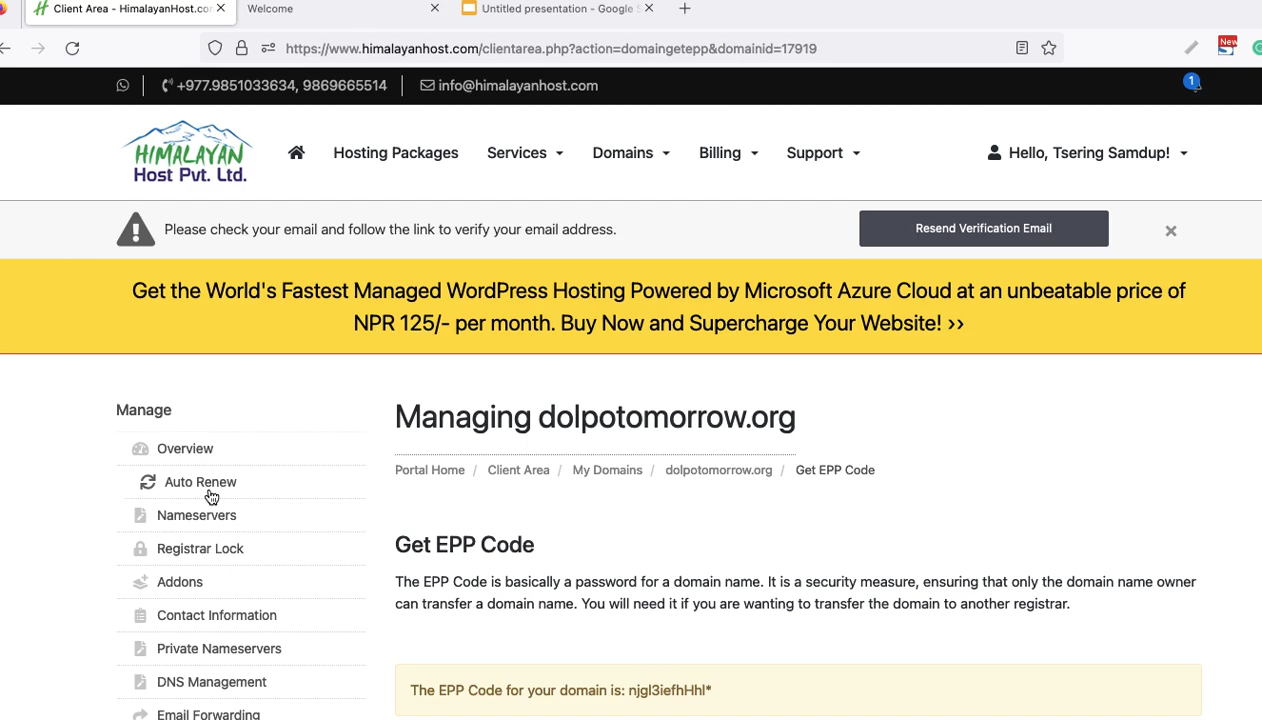 Client Area - HimalayanHost.co
Welcome
Untitled presentation - Google S
https://www.himalayanhost.com/clientarea.php?action=domaingetepp&domainid=17919
New
+977.9851033634, 9869665514
info@himalayanhost.com
1
HIMALAYAN
Host Pvt. Ltd.
Hosting Packages
Services
Domains
Billing
Support
Hello, Tsering Samdup!
Please check your email and follow the link to verify your email address.
Resend Verification Email
Get the World's Fastest Managed WordPress Hosting Powered by Microsoft Azure Cloud at an unbeatable price of
NPR 125/- per month. Buy Now and Supercharge Your Website! >>
Manage
Overview
Auto Renew
Nameservers
Registrar Lock
Addons
Contact Information
Private Nameservers
DNS Management
Email Forwarding
Managing dolpotomorrow.org
Portal Home / Client Area / My Domains / dolpotomorrow.org / Get EPP Code
Get EPP Code
The EPP Code is basically a password for a domain name. It is a security measure, ensuring that only the domain name owner
can transfer a domain name. You will need it if you are wanting to transfer the domain to another registrar.
The EPP Code for your domain is: